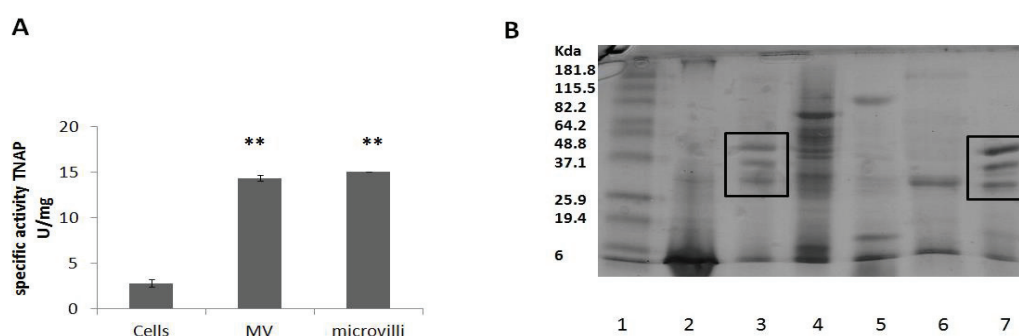 A
specific activity TNAP
U/mg
20
15
10
5
0
**
**
Cells
MV
microvilli
B
Kda
181.8
115.5
82.2
64.2
48.8
37.1
25.9
19.4
6
1 2 3 4 5 6 7